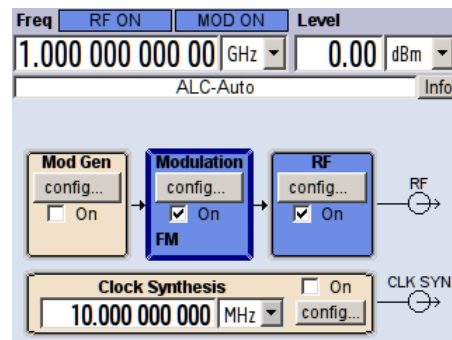 Freq RF ON MOD ON Level
1.000 000 000 00 GHz 0.00 dBm
ALC-Auto Info
Mod Gen Modulation RF
config... config... config... RF
On On On
FM
Clock Synthesis On CLK SYN
10.000 000 000 MHz config...